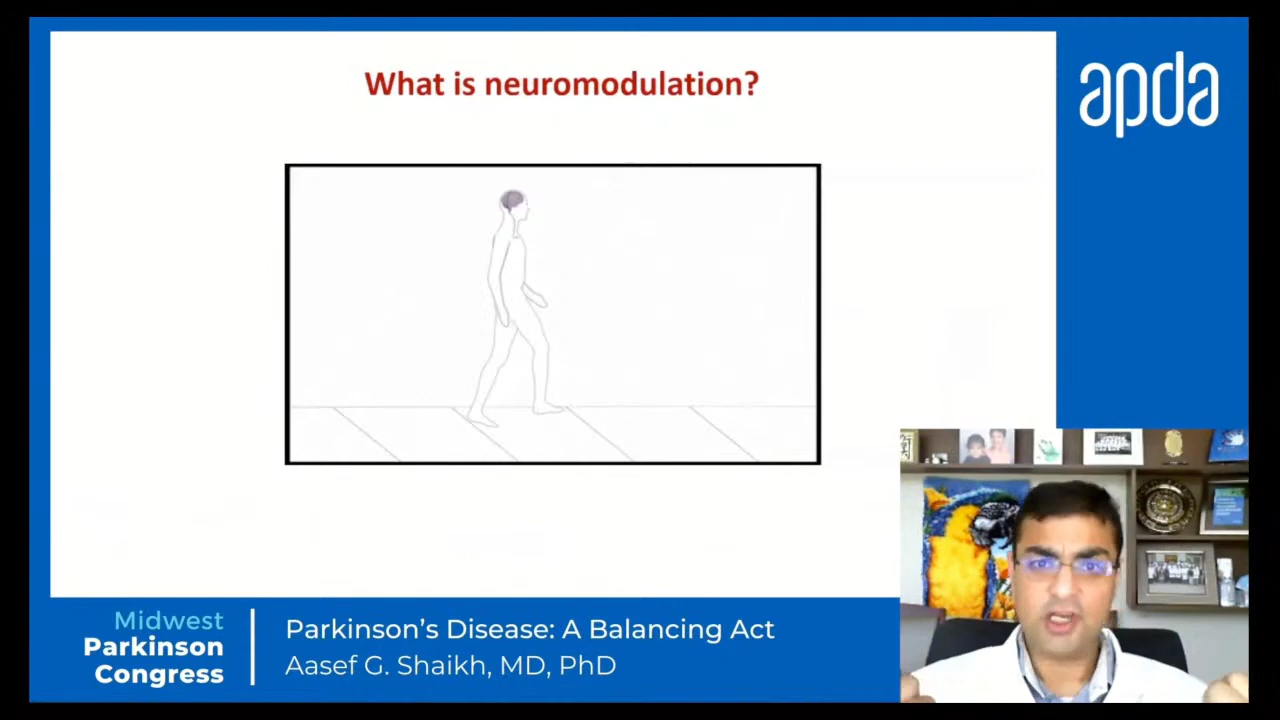 What is neuromodulation?
apda
Midwest
Parkinson
Congress
Parkinson's Disease: A Balancing Act
Aasef G. Shaikh, MD, PhD